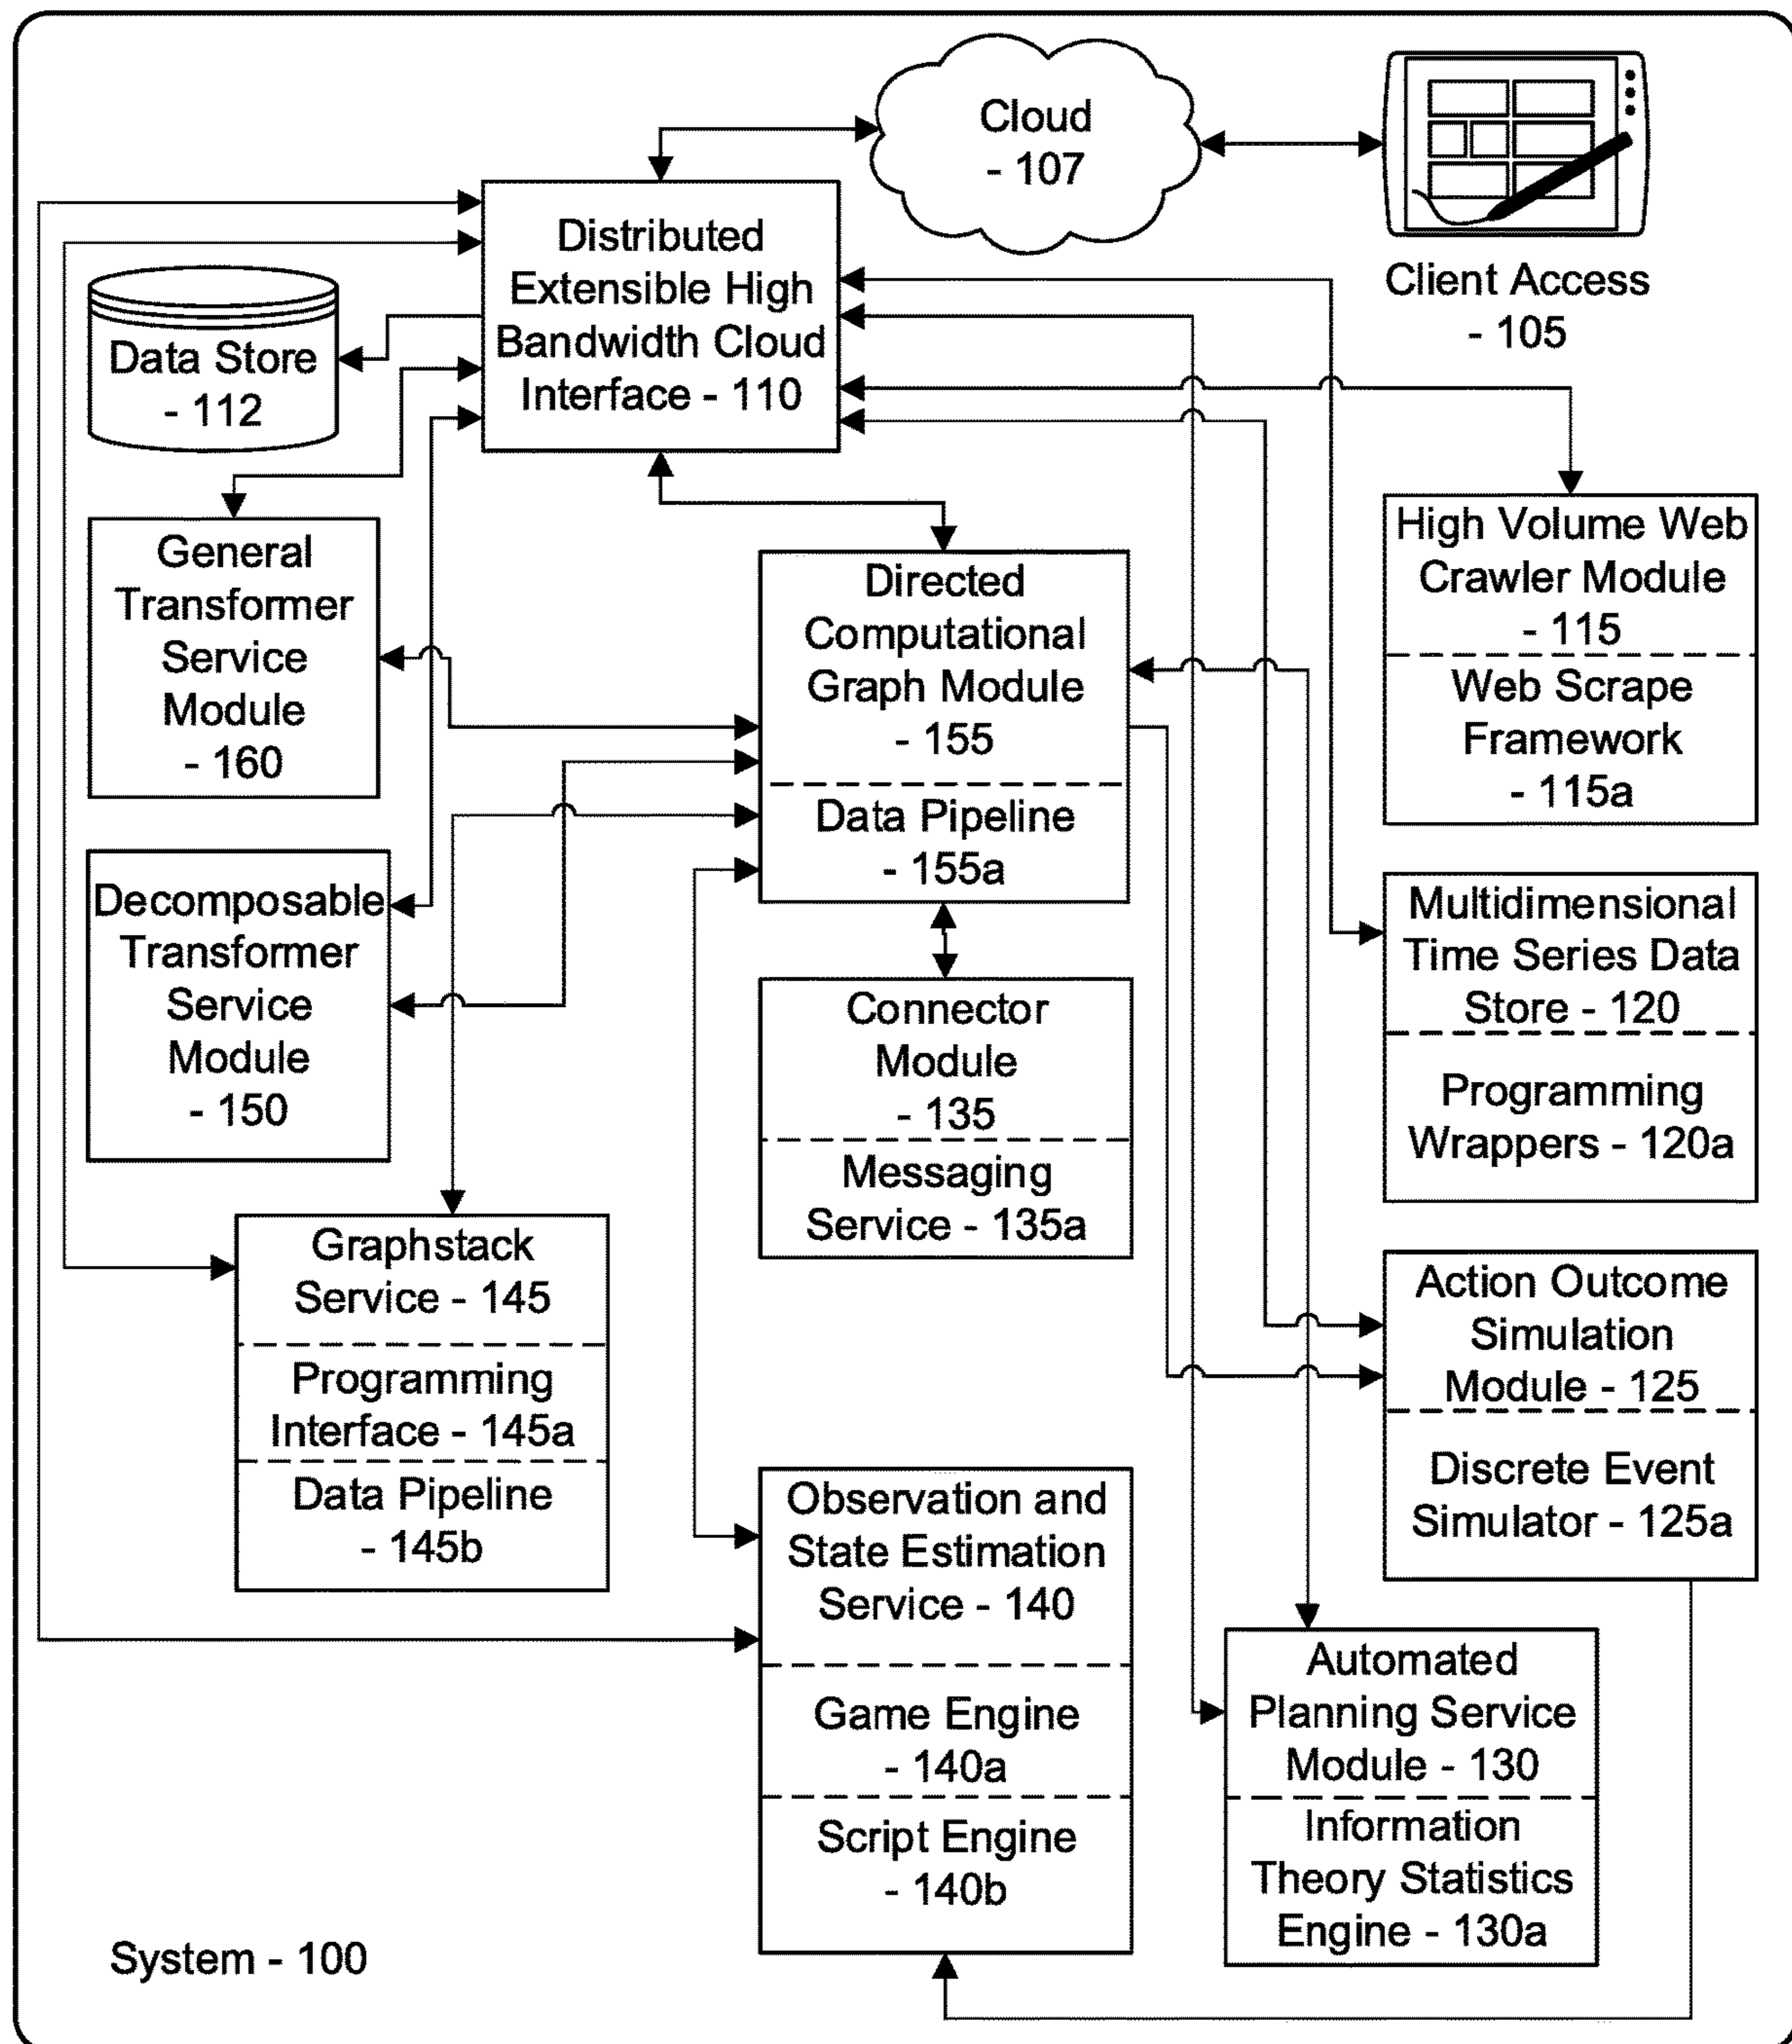 Cloud
- 107
Client Access
- 105
Distributed
Extensible High
Bandwidth Cloud
Interface - 110
Data Store
- 112
General
Transformer
Service
Module
- 160
Directed
Computational
Graph Module
- 155
Data Pipeline
- 155a
High Volume Web
Crawler Module
- 115
Web Scrape
Framework
- 115a
Decomposable
Transformer
Service
Module
- 150
Connector
Module
- 135
Messaging
Service - 135a
Multidimensional
Time Series Data
Store - 120
Programming
Wrappers - 120a
Graphstack
Service - 145
Programming
Interface - 145a
Data Pipeline
- 145b
Action Outcome
Simulation
Module - 125
Discrete Event
Simulator - 125a
Observation and
State Estimation
Service - 140
Game Engine
- 140a
Script Engine
- 140b
Automated
Planning Service
Module - 130
Information
Theory Statistics
Engine - 130a
System - 100